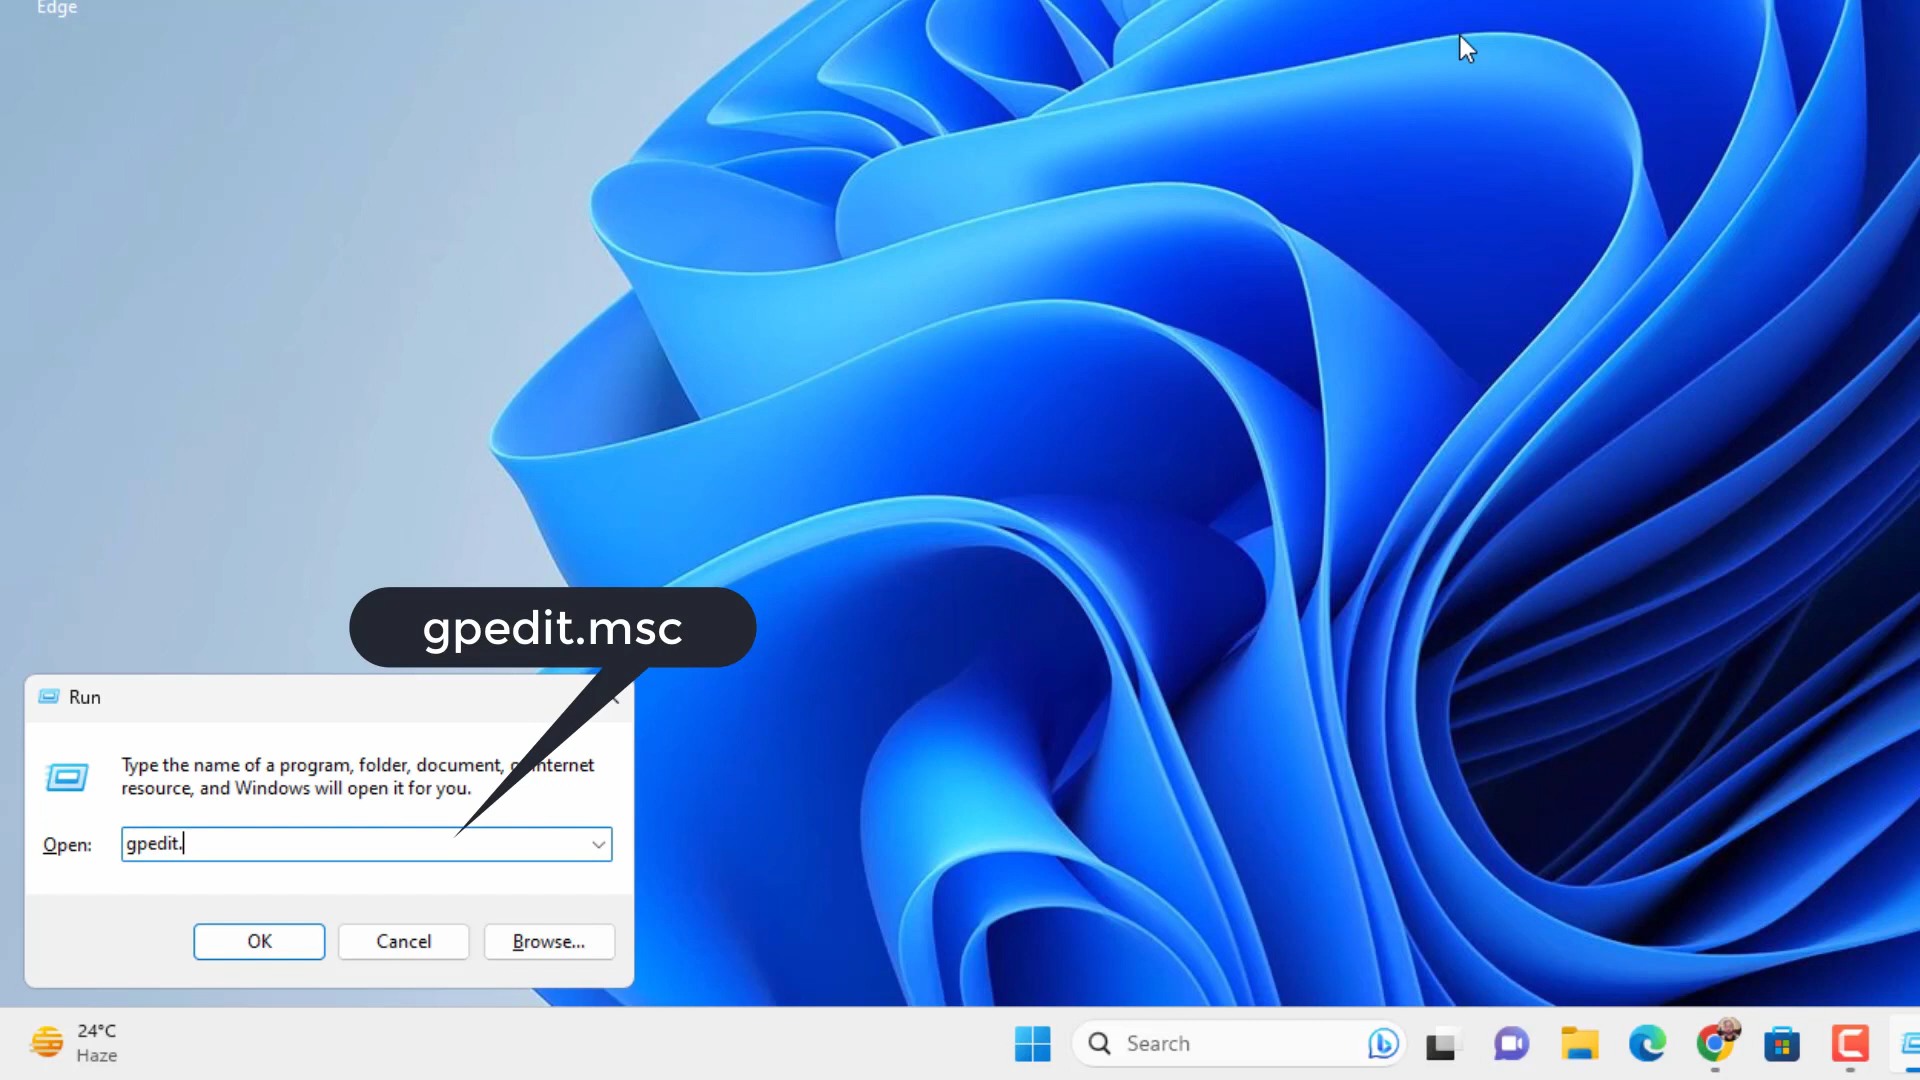 Edge
gpedit.msc
Run
Type the name of a program, folder, document, or internet
resource, and Windows will open it for you.
Open:
gpedit.
OK
Cancel
Browse...
24°C
Haze
Search